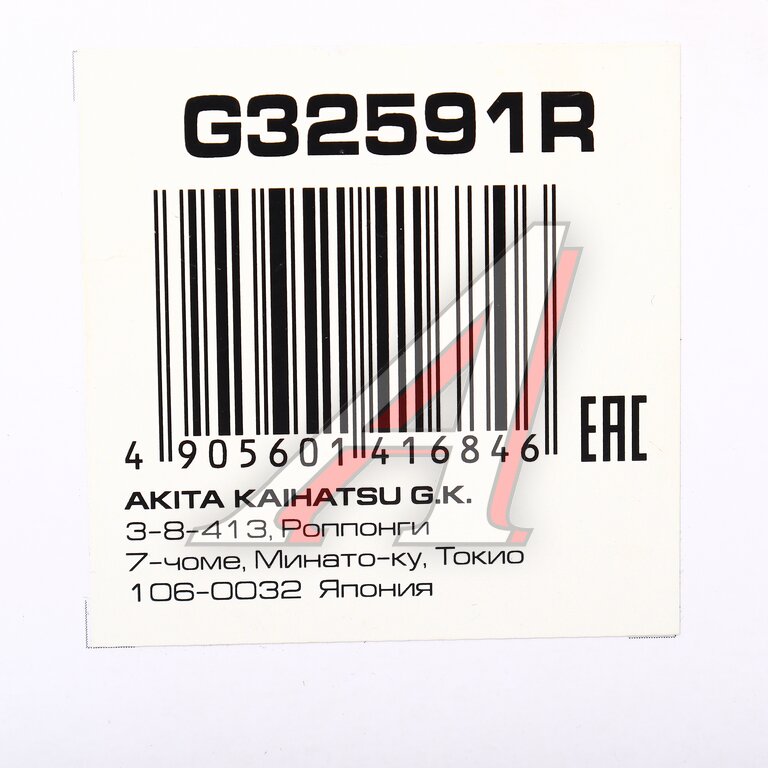 G32591R
4 905601 416846
EAC
AKITA KAIHATSU G.K.
3-8-413, Роппонги
7-чоме, Минато-ку, Токио
106-0032 Япония